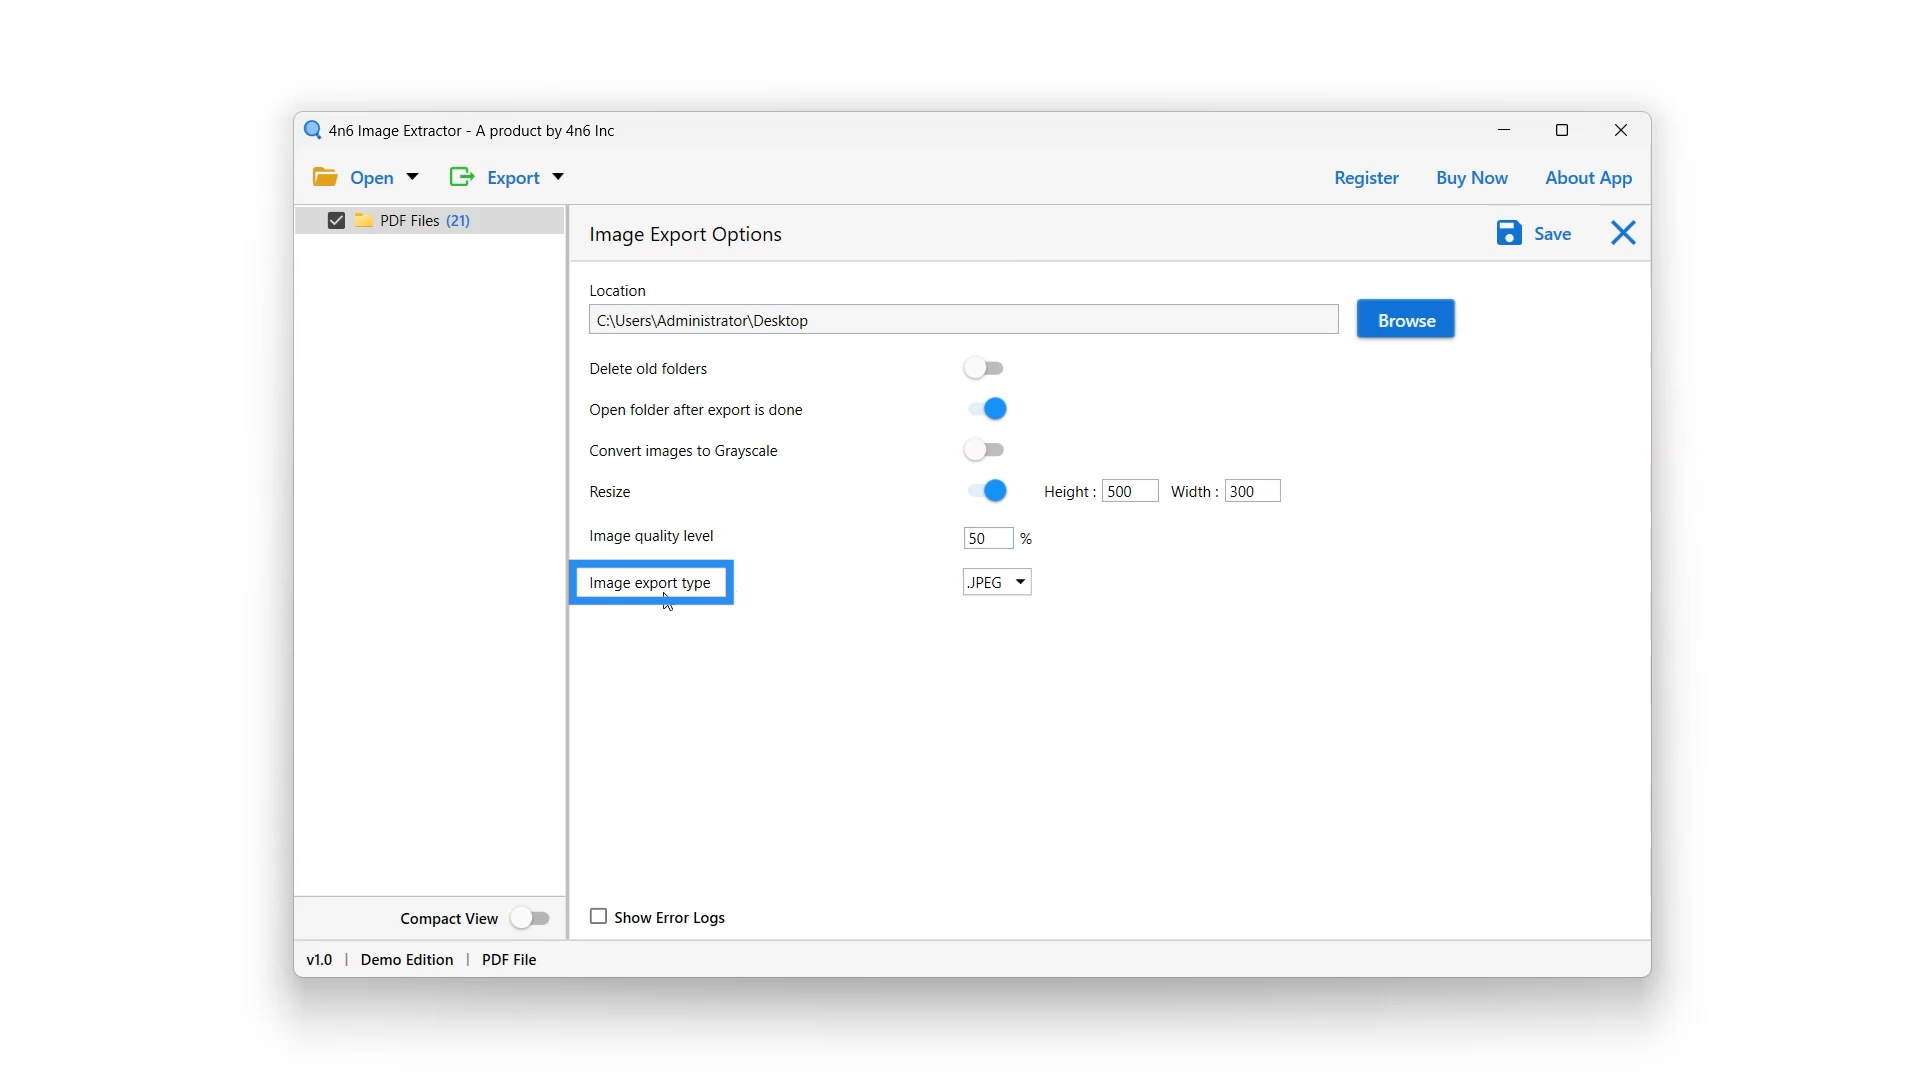 4n6 Image Extractor - A product by 4n6 Inc
Open Export Register Buy Now About App
PDF Files (21)
Image Export Options Save
Location
C:\Users\Administrator\Desktop Browse
Delete old folders
Open folder after export is done
Convert images to Grayscale
Resize Height : 500 Width : 300
Image quality level 50 %
Image export type .JPEG
Compact View
Show Error Logs
v1.0 | Demo Edition | PDF File